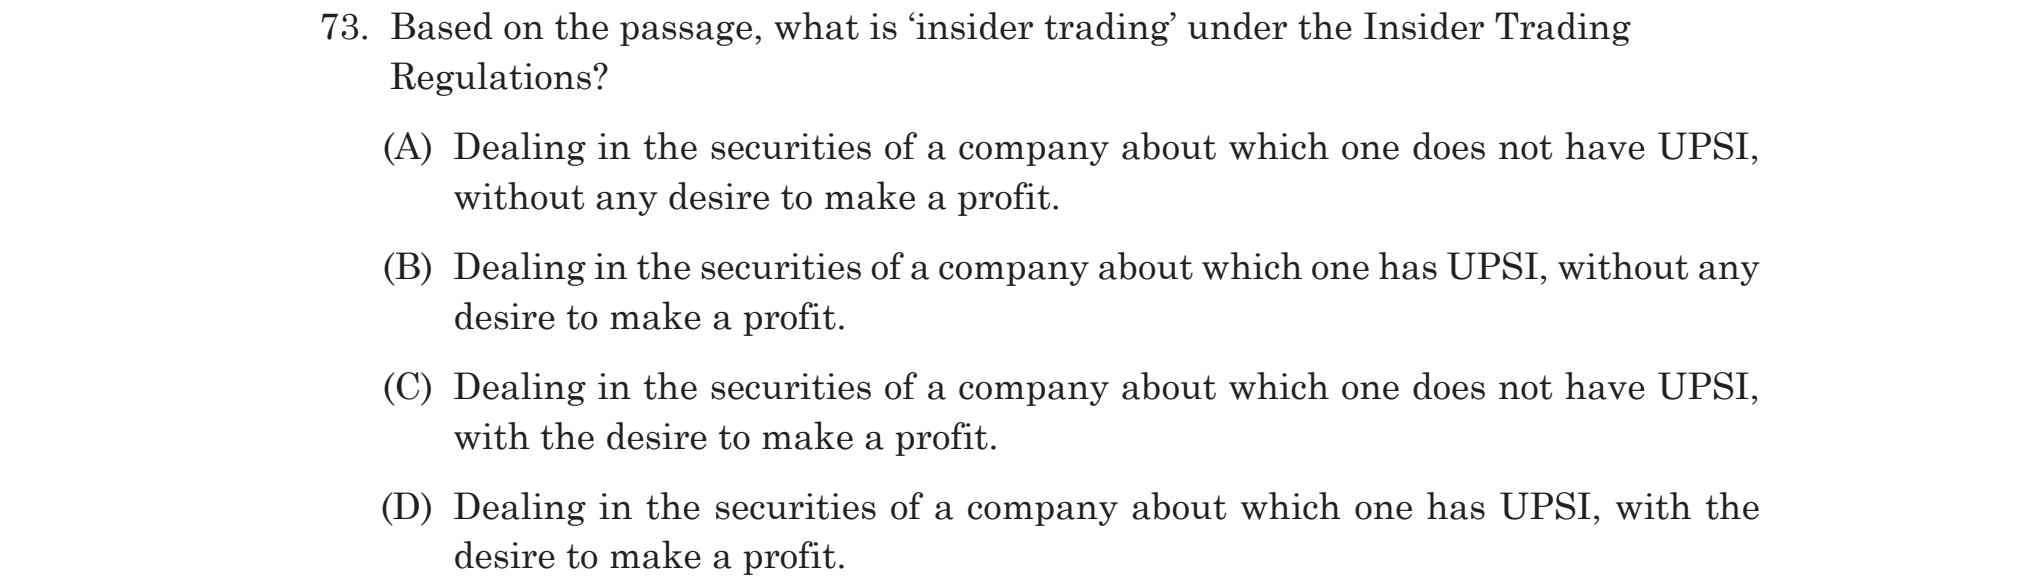 73. Based on the passage, what is ‘insider trading’ under the Insider Trading
Regulations?
(A) Dealing in the securities of a company about which one does not have UPSI,
without any desire to make a profit.
(B) Dealing in the securities of a company about which one has UPSI, without any
desire to make a profit.
(C) Dealing in the securities of a company about which one does not have UPSI,
with the desire to make a profit.
(D) Dealing in the securities of a company about which one has UPSI, with the
desire to make a profit.